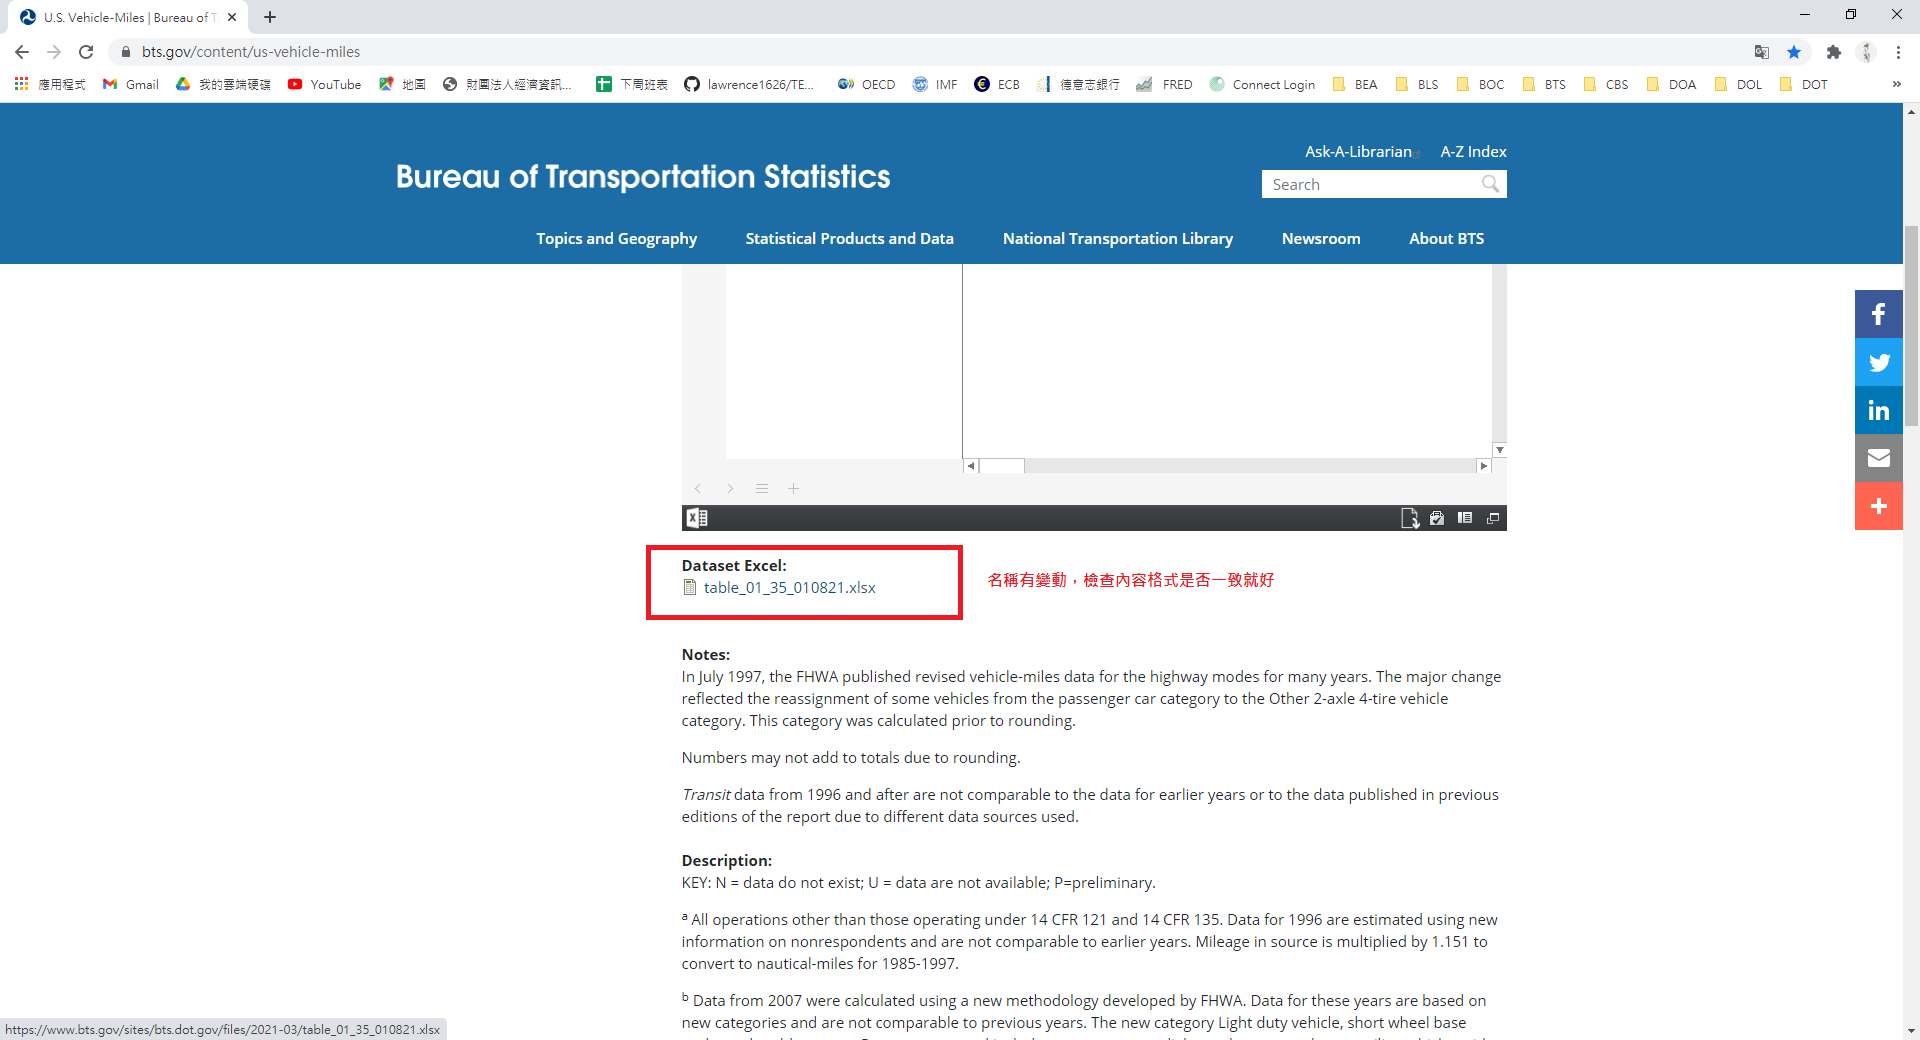 U.S. Vehicle-Miles | Bureau of T
bts.gov/content/us-vehicle-miles
應用程式
Gmail
我的雲端硬碟
YouTube
地圖
財團法人經濟資訊...
下周班表
lawrence1626/TE...
OECD
IMF
ECB
德意志銀行
FRED
Connect Login
BEA
BLS
BOC
BTS
CBS
DOA
DOL
DOT
»
Ask-A-Librarian
A-Z Index
Bureau of Transportation Statistics
Search
Topics and Geography
Statistical Products and Data
National Transportation Library
Newsroom
About BTS
Dataset Excel:
table_01_35_010821.xlsx
名稱有變動，檢查內容格式是否一致就好
Notes:
In July 1997, the FHWA published revised vehicle-miles data for the highway modes for many years. The major change
reflected the reassignment of some vehicles from the passenger car category to the Other 2-axle 4-tire vehicle
category. This category was calculated prior to rounding.
Numbers may not add to totals due to rounding.
Transit data from 1996 and after are not comparable to the data for earlier years or to the data published in previous
editions of the report due to different data sources used.
Description:
KEY: N = data do not exist; U = data are not available; P=preliminary.
a All operations other than those operating under 14 CFR 121 and 14 CFR 135. Data for 1996 are estimated using new
information on nonrespondents and are not comparable to earlier years. Mileage in source is multiplied by 1.151 to
convert to nautical-miles for 1985-1997.
b Data from 2007 were calculated using a new methodology developed by FHWA. Data for these years are based on
new categories and are not comparable to previous years. The new category Light duty vehicle, short wheel base
https://www.bts.gov/sites/bts.dot.gov/files/2021-03/table_01_35_010821.xlsx